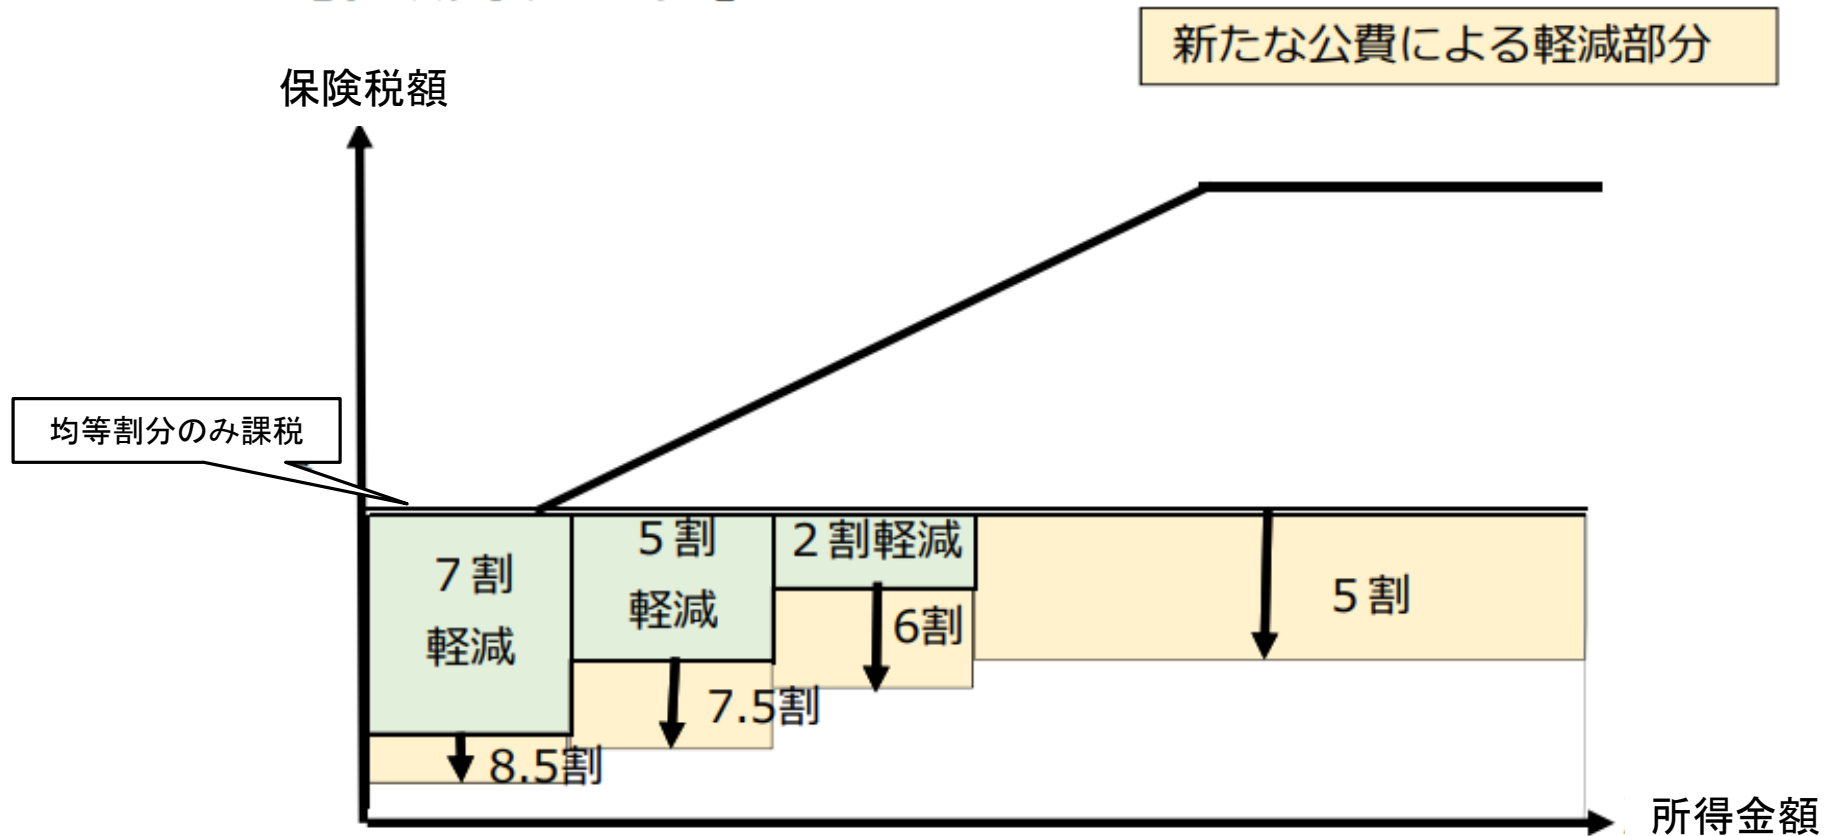 新たな公費による軽減部分
保険税額
均等割分のみ課税
７割
軽減
５割
軽減
２割軽減
6割
５割
7.5割
8.5割
所得金額